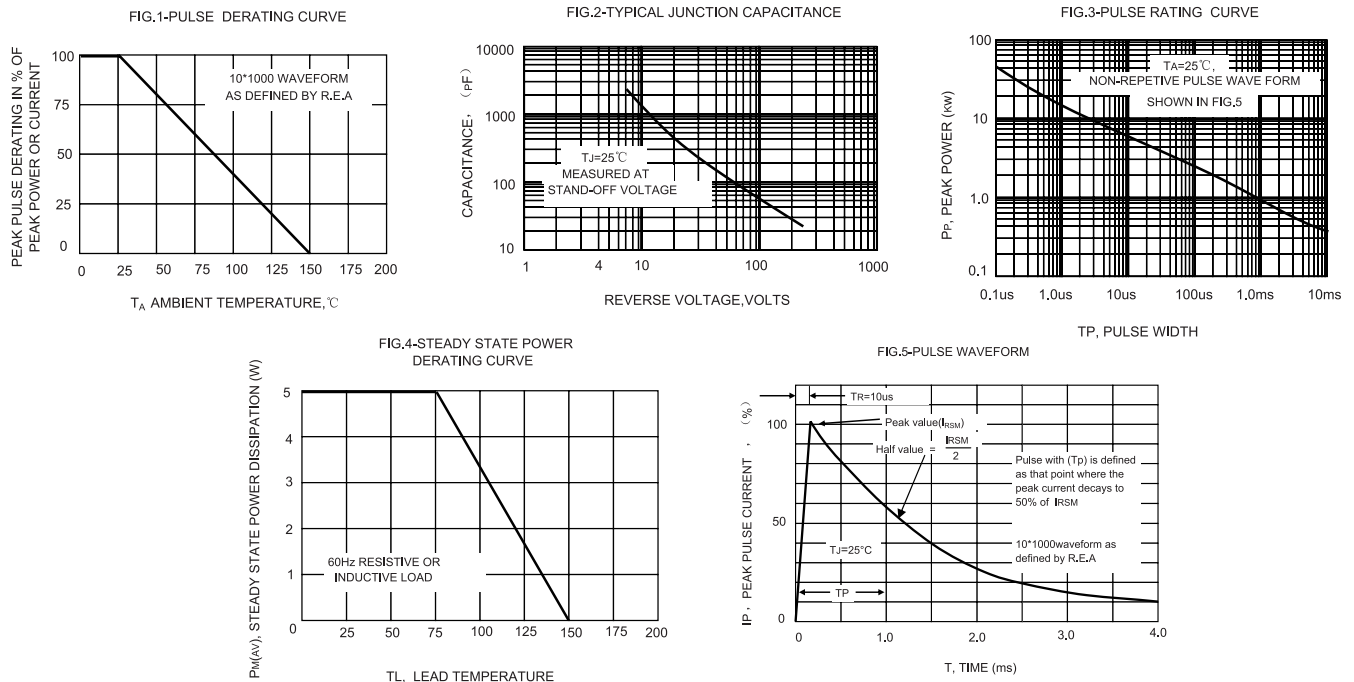 FIG.1-PULSE DERATING CURVE
PEAK PULSE DERATING IN % OF
PEAK POWER OR CURRENT
100
75
50
25
0
10*1000 WAVEFORM
AS DEFINED BY R.E.A
0 25 50 75 100 125 150 175 200
TA AMBIENT TEMPERATURE,℃
FIG.2-TYPICAL JUNCTION CAPACITANCE
CAPACITANCE, (PF)
10000
1000
100
10
TJ=25℃
MEASURED AT
STAND-OFF VOLTAGE
1 4 10 100 1000
REVERSE VOLTAGE,VOLTS
FIG.3-PULSE RATING CURVE
PP, PEAK POWER (KW)
100
10
1.0
0.1
TA=25℃,
NON-REPETIVE PULSE WAVE FORM
SHOWN IN FIG.5
0.1us 1.0us 10us 100us 1.0ms 10ms
TP, PULSE WIDTH
FIG.4-STEADY STATE POWER
DERATING CURVE
PM(AV), STEADY STATE POWER DISSIPATION (W)
5
4
3
2
1
0
60Hz RESISTIVE OR
INDUCTIVE LOAD
0 25 50 75 100 125 150 175 200
TL, LEAD TEMPERATURE
FIG.5-PULSE WAVEFORM
IP, PEAK PULSE CURRENT , (%)
100
50
0
TR=10us
Peak value(IRSM)
Half value = IRSM
2
Pulse with (Tp) is defined
as that point where the
peak current decays to
50% of IRSM
TJ=25°C
10*1000waveform as
defined by R.E.A
TP
0 1.0 2.0 3.0 4.0
T, TIME (ms)